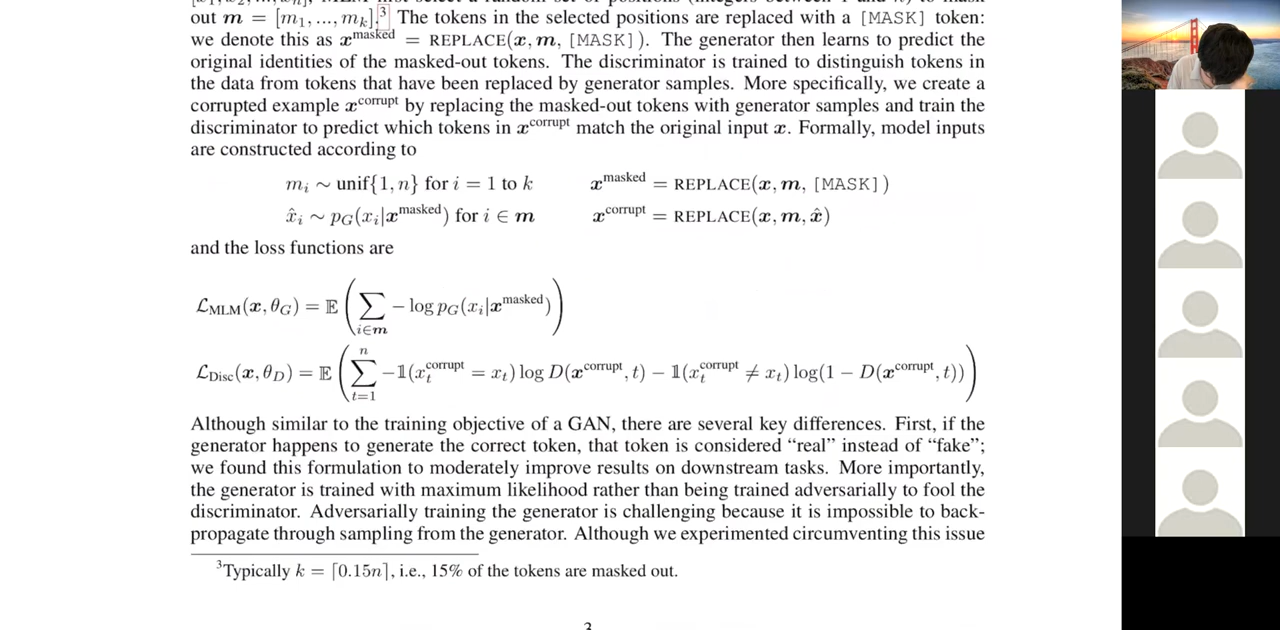 out m = [m₁, ..., mₖ].³ The tokens in the selected positions are replaced with a [MASK] token:
we denote this as x^masked = REPLACE(x, m, [MASK]). The generator then learns to predict the
original identities of the masked-out tokens. The discriminator is trained to distinguish tokens in
the data from tokens that have been replaced by generator samples. More specifically, we create a
corrupted example x^corrupt by replacing the masked-out tokens with generator samples and train the
discriminator to predict which tokens in x^corrupt match the original input x. Formally, model inputs
are constructed according to
mᵢ ∼ unif{1, n} for i = 1 to k x^masked = REPLACE(x, m, [MASK])
x̂ᵢ ∼ p_G(xᵢ|x^masked) for i ∈ m x^corrupt = REPLACE(x, m, x̂)
and the loss functions are
L_MLM(x, θ_G) = 𝔼 ( ∑_{i∈m} − log p_G(xᵢ|x^masked) )
L_Disc(x, θ_D) = 𝔼 ( ∑_{t=1}^{n} −𝟙(x_t^corrupt = x_t) log D(x^corrupt, t) − 𝟙(x_t^corrupt ≠ x_t) log(1 − D(x^corrupt, t)) )
Although similar to the training objective of a GAN, there are several key differences. First, if the
generator happens to generate the correct token, that token is considered “real” instead of “fake”;
we found this formulation to moderately improve results on downstream tasks. More importantly,
the generator is trained with maximum likelihood rather than being trained adversarially to fool the
discriminator. Adversarially training the generator is challenging because it is impossible to back-
propagate through sampling from the generator. Although we experimented circumventing this issue
³Typically k = ⌈0.15n⌉, i.e., 15% of the tokens are masked out.
3